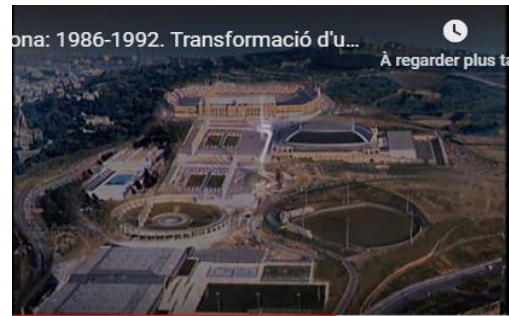 ona: 1986-1992. Transformació d'u...
À regarder plus ta